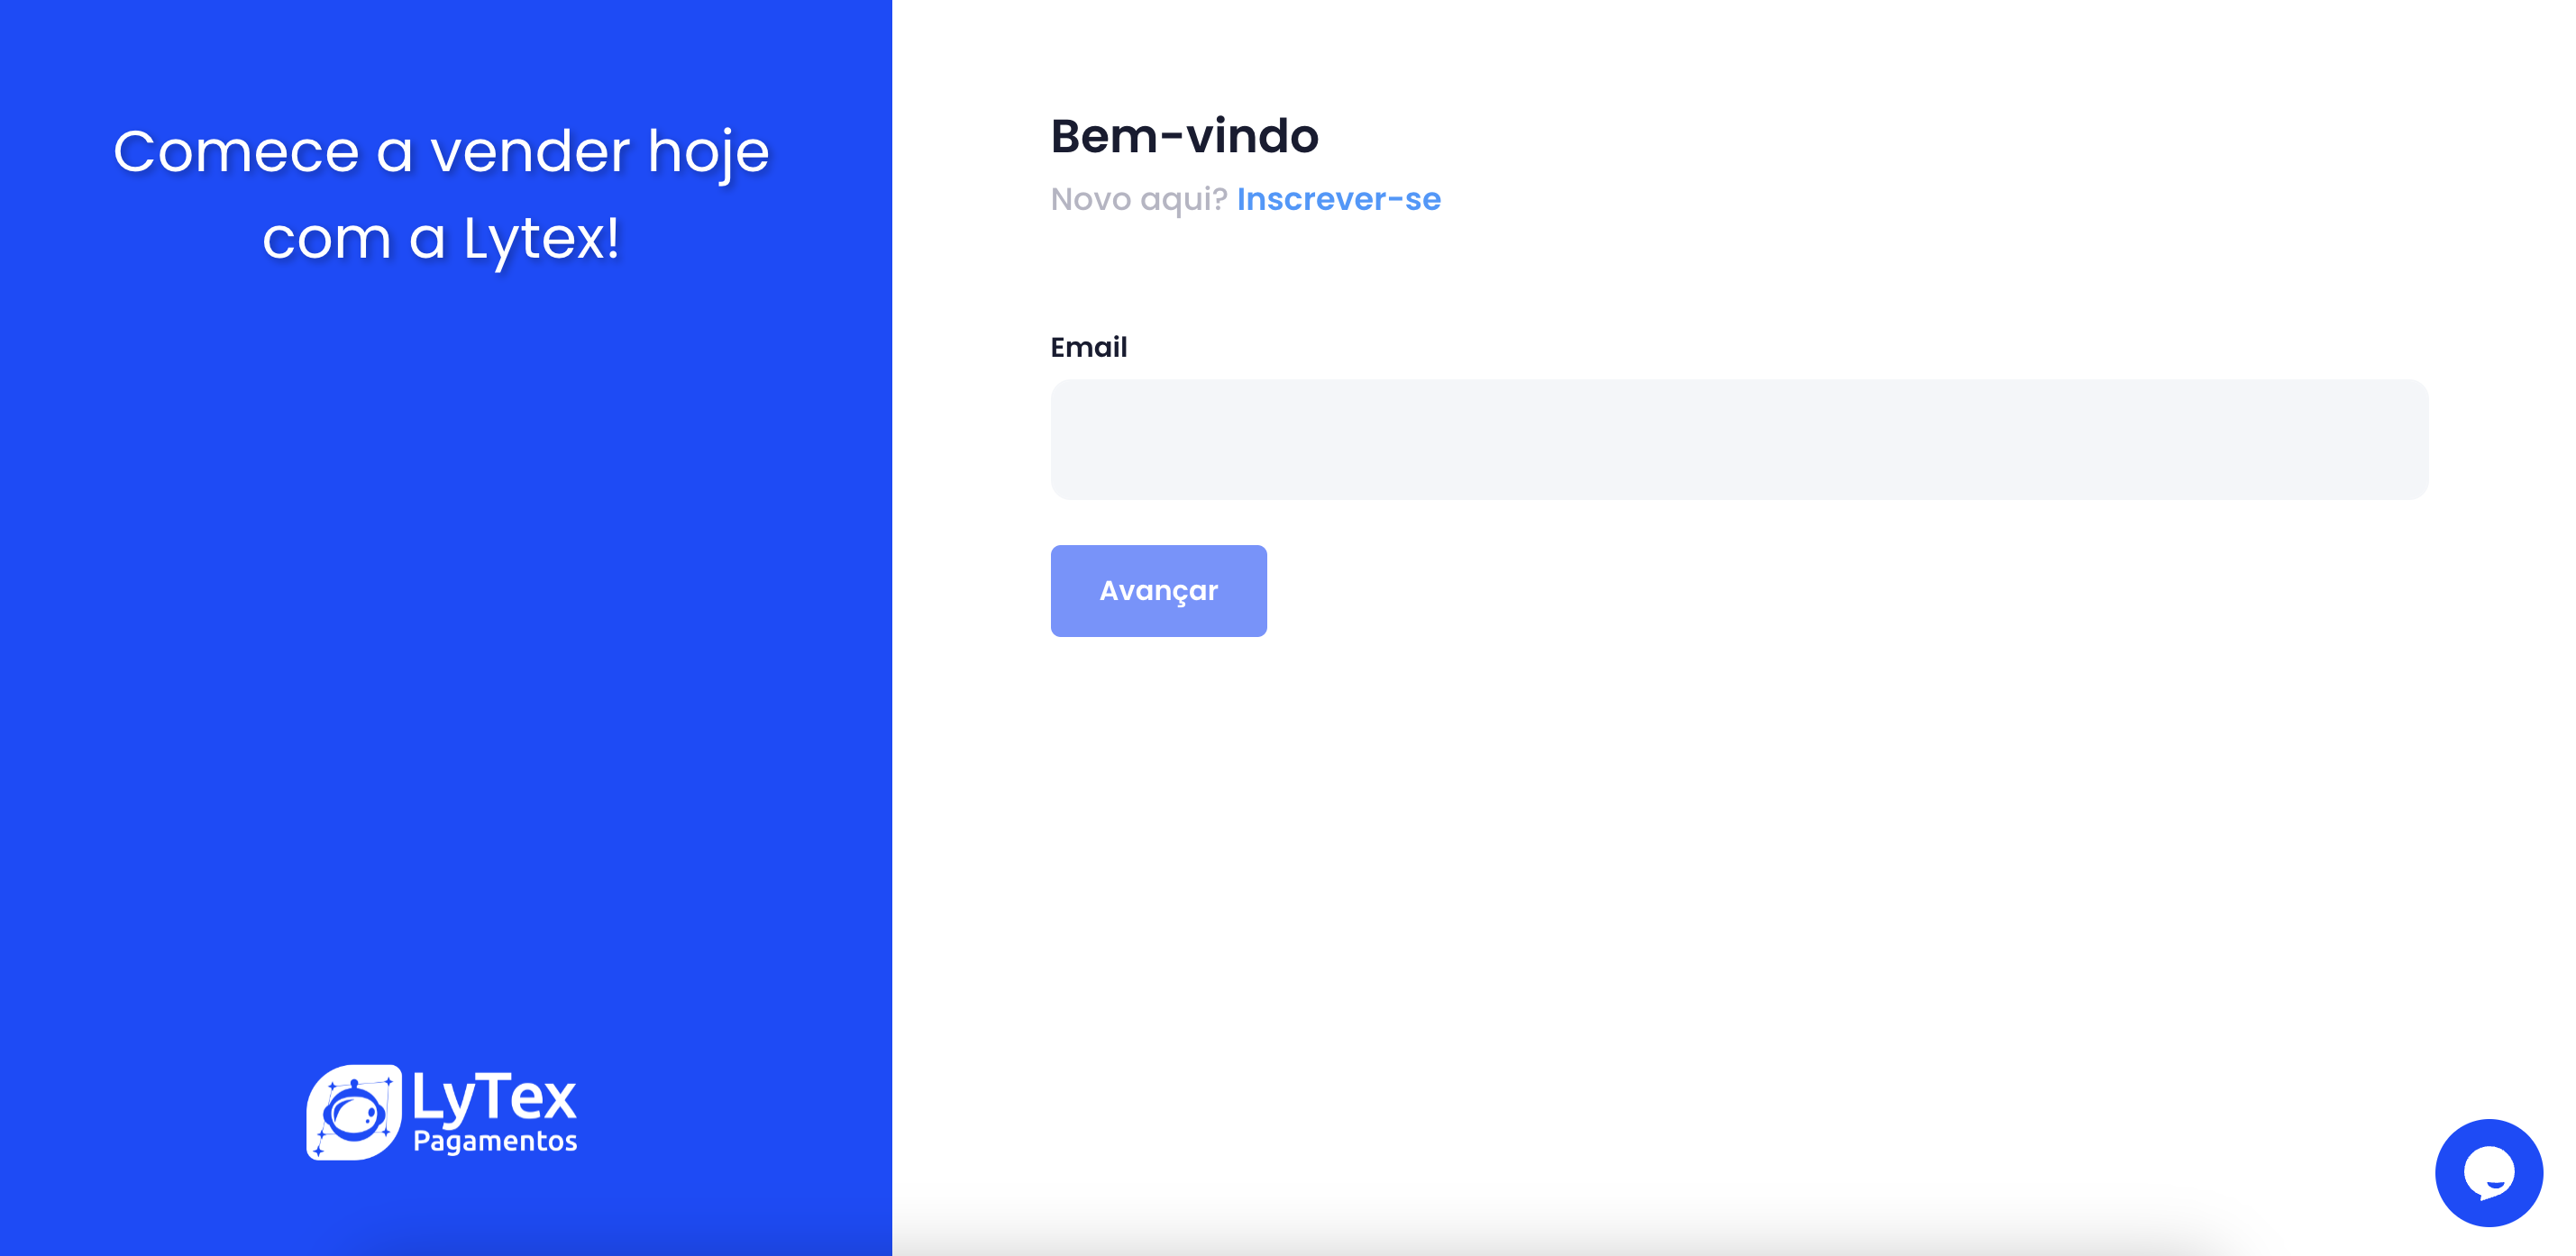 Comece a vender hoje
com a Lytex!
LyTex
Pagamentos
Bem-vindo
Novo aqui? Inscrever-se
Email
Avançar